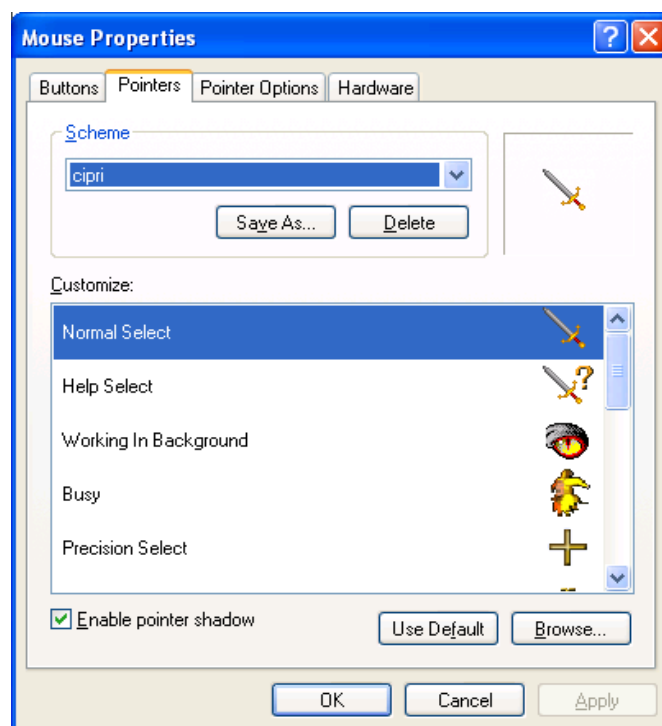 Mouse Properties
Buttons Pointers Pointer Options Hardware
Scheme
cipri
Save As... Delete
Customize:
Normal Select
Help Select
Working In Background
Busy
Precision Select
Enable pointer shadow
Use Default Browse...
OK Cancel Apply